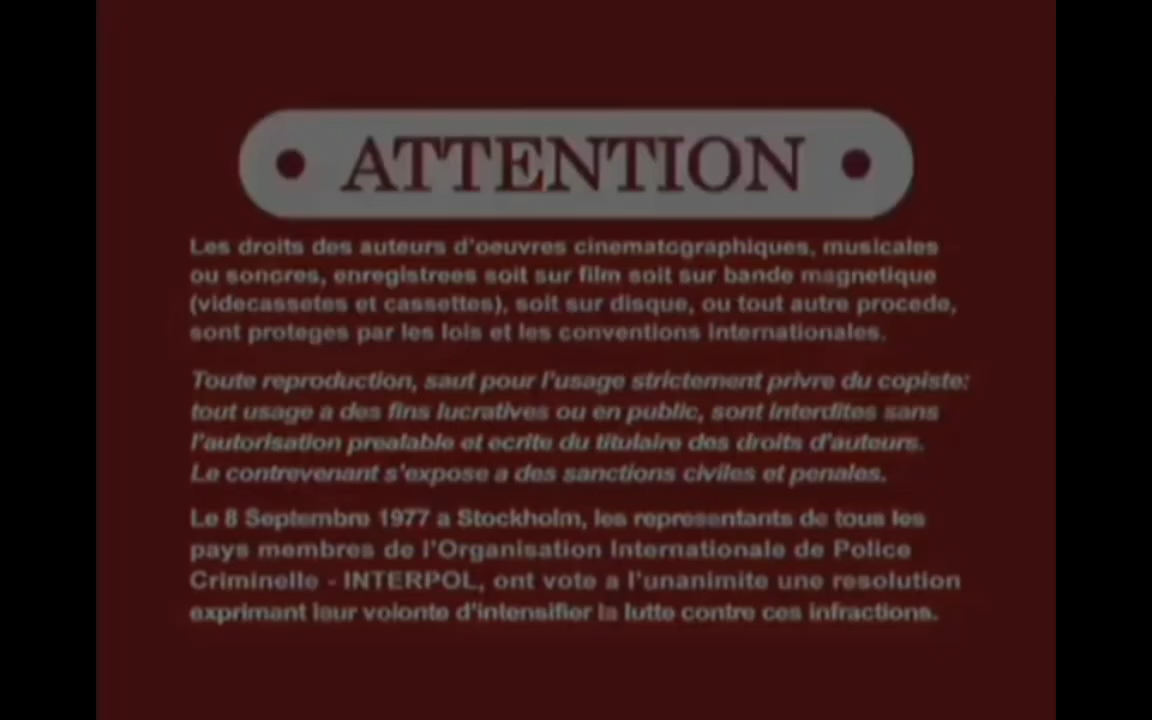 • ATTENTION •
Les droits des auteurs d'oeuvres cinematographiques, musicales
ou soncres, enregistrees soit sur film soit sur bande magnetique
(videcassetes et cassettes), soit sur disque, ou tout autre procede,
sont proteges par les lois et les conventions internationales.
Toute reproduction, saut pour l'usage strictement privre du copiste:
tout usage a des fins lucratives ou en public, sont interdites sans
l'autorisation prealable et ecrite du titulaire des droits d'auteurs.
Le contrevenant s'expose a des sanctions civiles et penales.
Le 8 Septembre 1977 a Stockholm, les representants de tous les
pays membres de l'Organisation Internationale de Police
Criminelle - INTERPOL, ont vote a l'unanimite une resolution
exprimant leur volonte d'intensifier la lutte contre ces infractions.